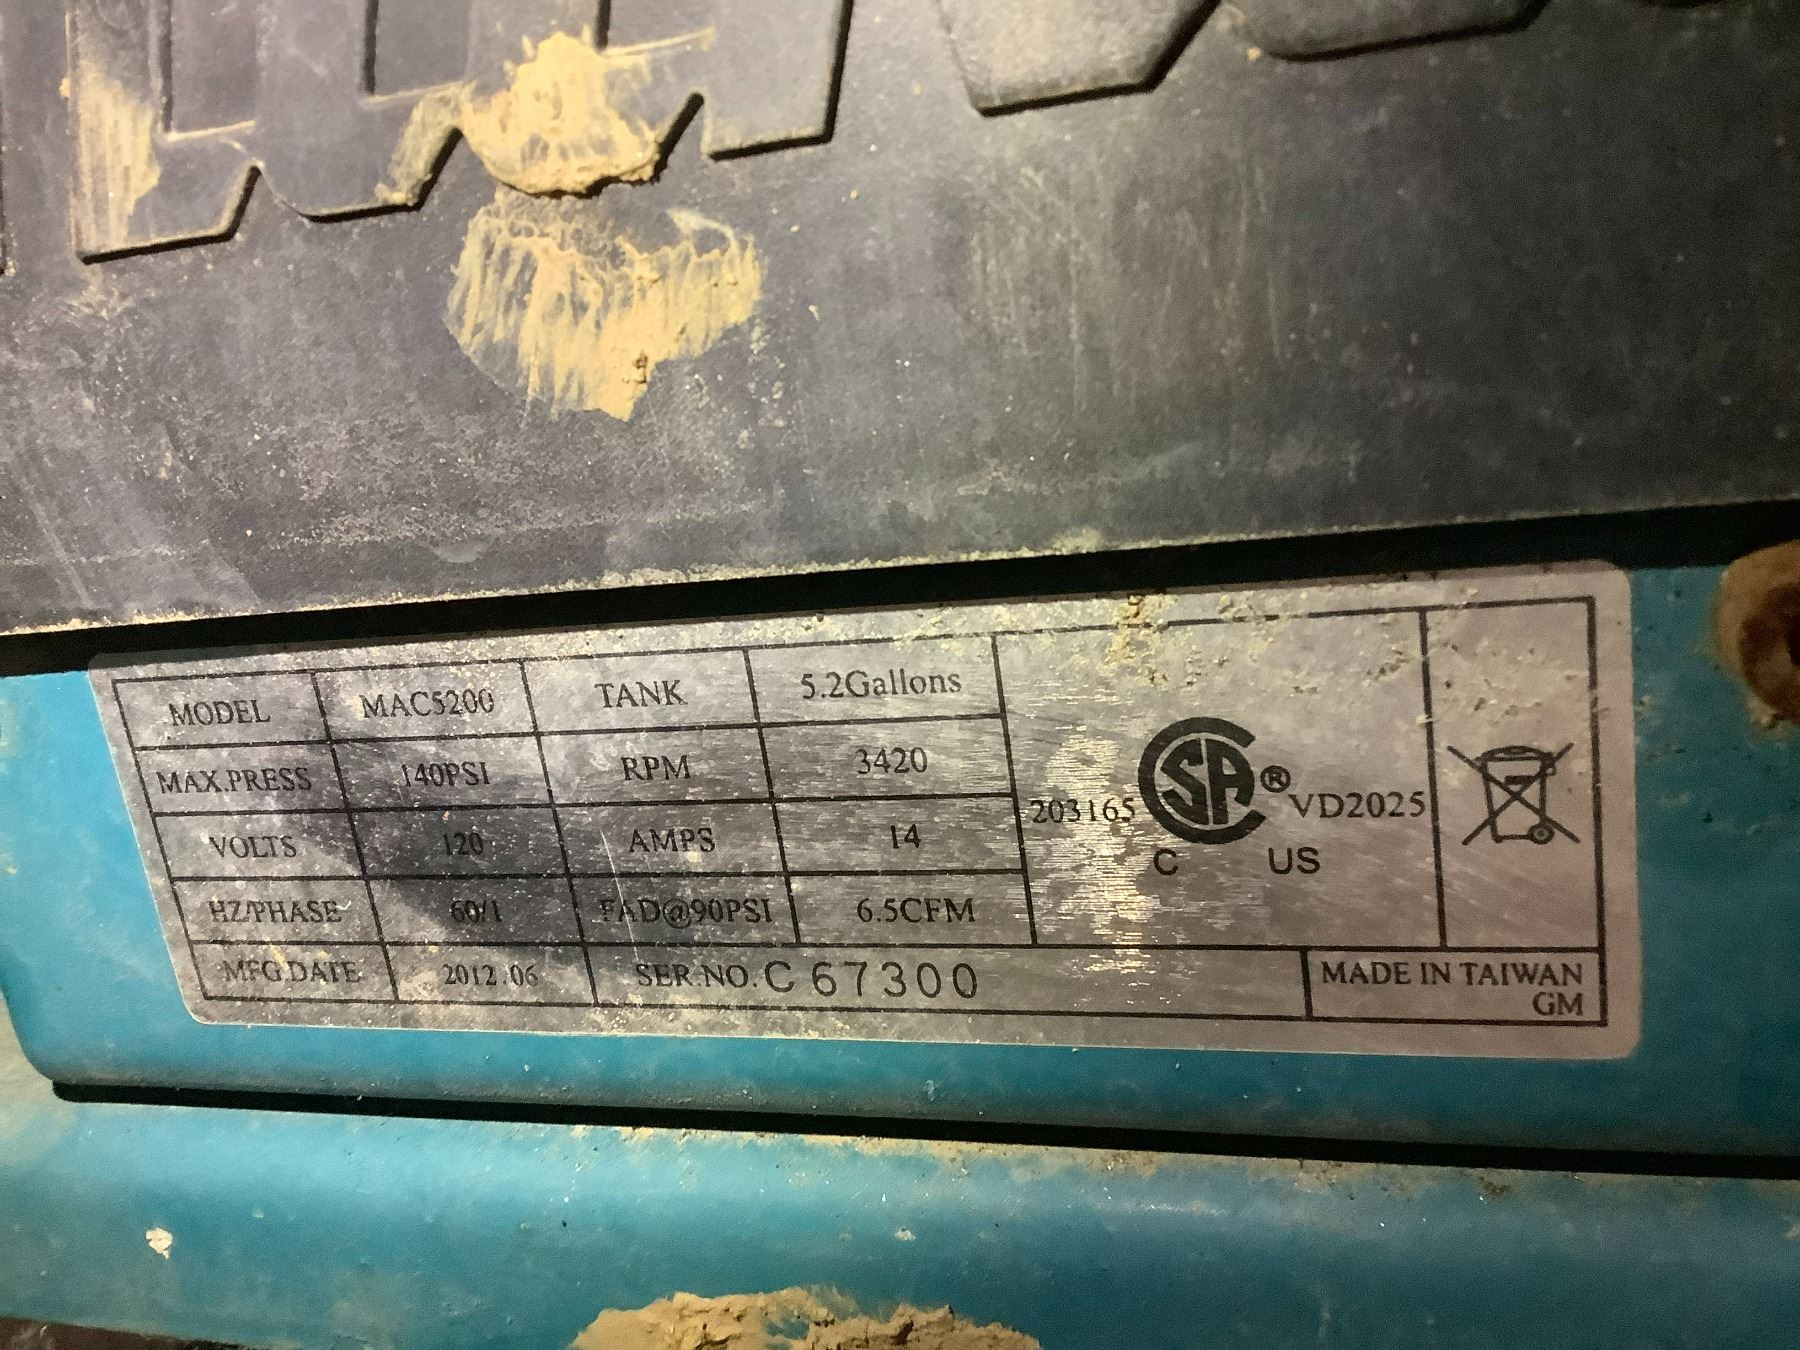 MODEL MAC5200 TANK 5.2Gallons
MAX.PRESS 140PSI RPM 3420
VOLTS 120 AMPS 14
HZ/PHASE 60/1 FAD@90PSI 6.5CFM
MFG.DATE 2012.06 SER.NO. C 67300
203165 SA ® VD2025
C US
MADE IN TAIWAN
GM